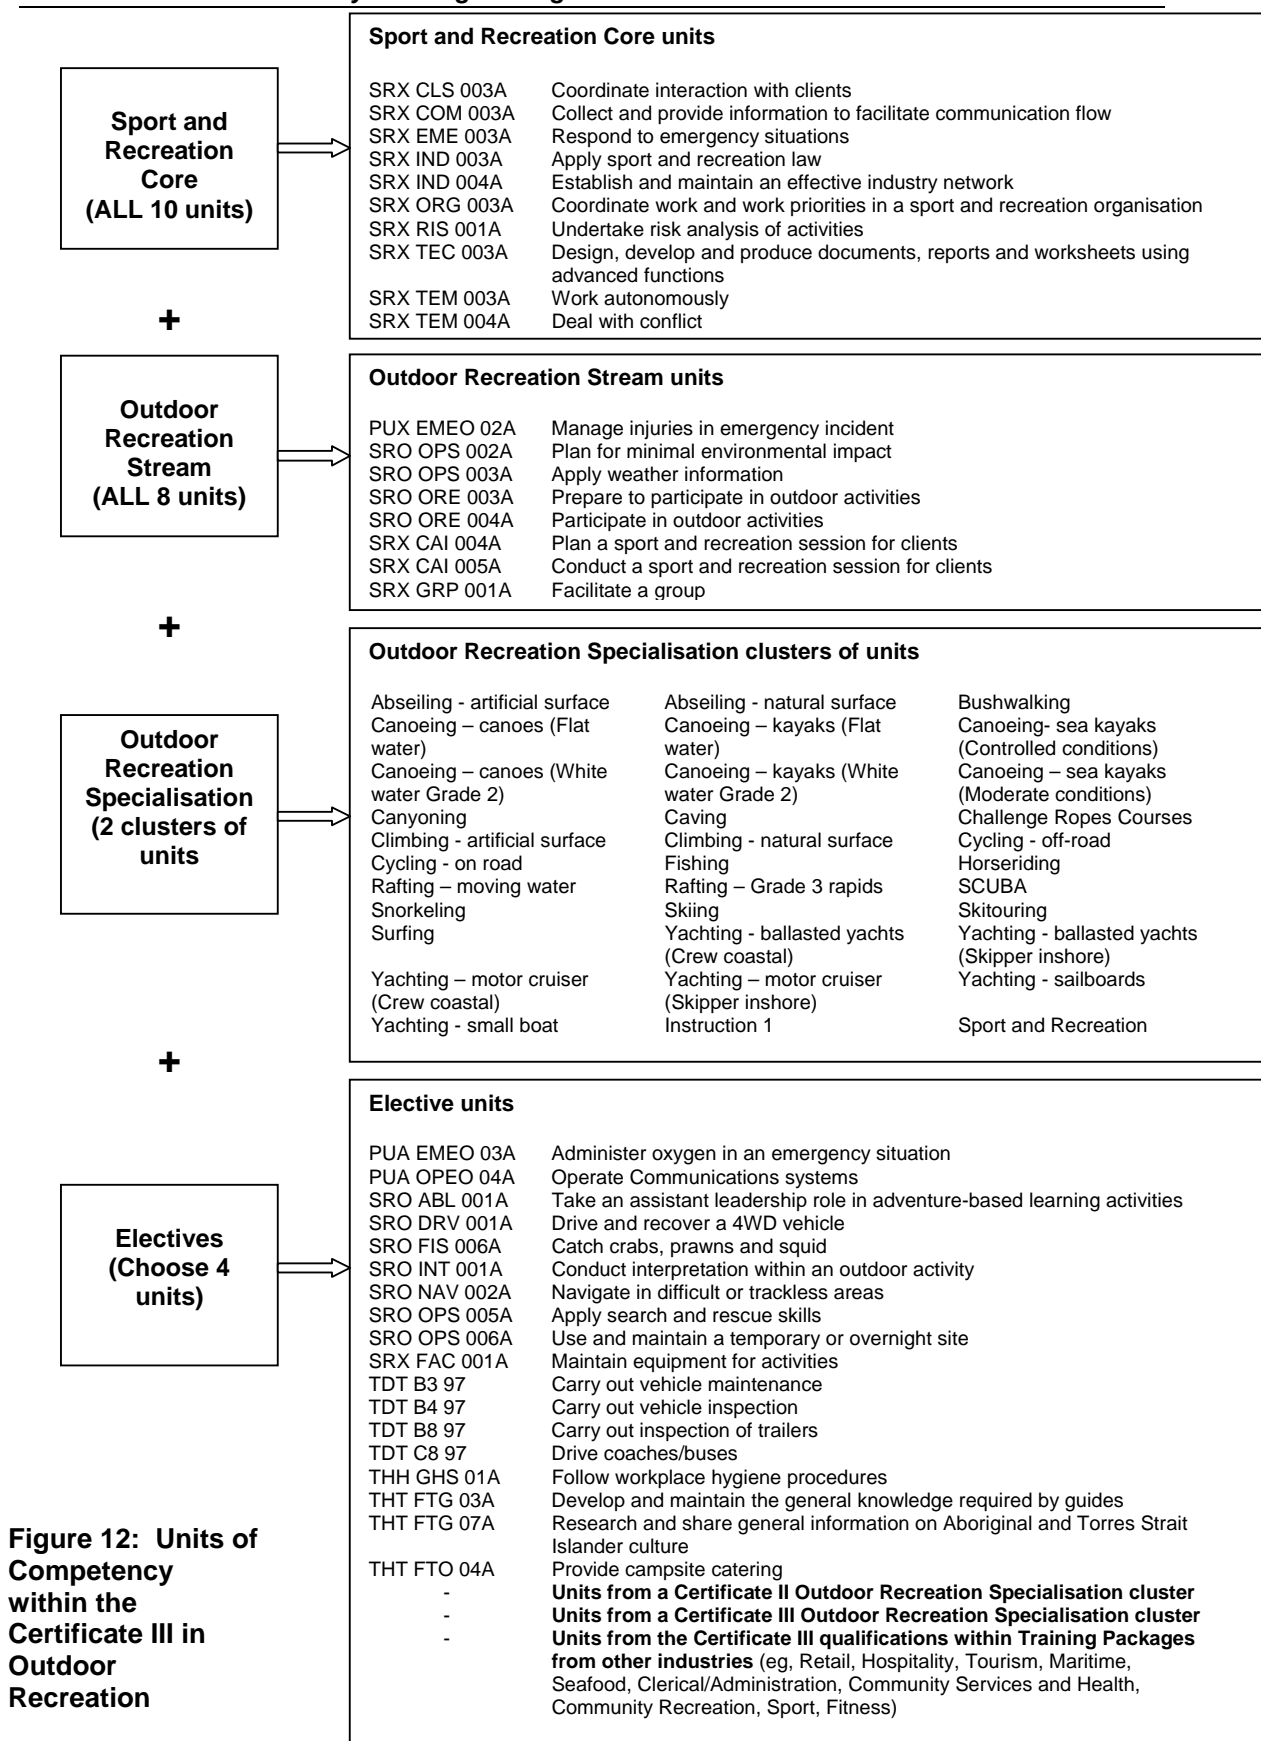 Sport and Recreation Core units
Sport and
Recreation
Core
(ALL 10 units)
SRX CLS 003A Coordinate interaction with clients
SRX COM 003A Collect and provide information to facilitate communication flow
SRX EME 003A Respond to emergency situations
SRX IND 003A Apply sport and recreation law
SRX IND 004A Establish and maintain an effective industry network
SRX ORG 003A Coordinate work and work priorities in a sport and recreation organisation
SRX RIS 001A Undertake risk analysis of activities
SRX TEC 003A Design, develop and produce documents, reports and worksheets using
advanced functions
SRX TEM 003A Work autonomously
SRX TEM 004A Deal with conflict
+
Outdoor
Recreation
Stream
(ALL 8 units)
Outdoor Recreation Stream units
PUX EMEO 02A Manage injuries in emergency incident
SRO OPS 002A Plan for minimal environmental impact
SRO OPS 003A Apply weather information
SRO ORE 003A Prepare to participate in outdoor activities
SRO ORE 004A Participate in outdoor activities
SRX CAI 004A Plan a sport and recreation session for clients
SRX CAI 005A Conduct a sport and recreation session for clients
SRX GRP 001A Facilitate a group
+
Outdoor
Recreation
Specialisation
(2 clusters of
units
Outdoor Recreation Specialisation clusters of units
Abseiling - artificial surface Abseiling - natural surface Bushwalking
Canoeing – canoes (Flat Canoeing – kayaks (Flat Canoeing- sea kayaks
water) water) (Controlled conditions)
Canoeing – canoes (White Canoeing – kayaks (White Canoeing – sea kayaks
water Grade 2) water Grade 2) (Moderate conditions)
Canyoning Caving Challenge Ropes Courses
Climbing - artificial surface Climbing - natural surface Cycling - off-road
Cycling - on road Fishing Horseriding
Rafting – moving water Rafting – Grade 3 rapids SCUBA
Snorkeling Skiing Skitouring
Surfing Yachting - ballasted yachts Yachting - ballasted yachts
(Crew coastal) (Skipper inshore)
Yachting – motor cruiser Yachting – motor cruiser Yachting - sailboards
(Crew coastal) (Skipper inshore)
Yachting - small boat Instruction 1 Sport and Recreation
+
Electives
(Choose 4
units)
Elective units
PUA EMEO 03A Administer oxygen in an emergency situation
PUA OPEO 04A Operate Communications systems
SRO ABL 001A Take an assistant leadership role in adventure-based learning activities
SRO DRV 001A Drive and recover a 4WD vehicle
SRO FIS 006A Catch crabs, prawns and squid
SRO INT 001A Conduct interpretation within an outdoor activity
SRO NAV 002A Navigate in difficult or trackless areas
SRO OPS 005A Apply search and rescue skills
SRO OPS 006A Use and maintain a temporary or overnight site
SRX FAC 001A Maintain equipment for activities
TDT B3 97 Carry out vehicle maintenance
TDT B4 97 Carry out vehicle inspection
TDT B8 97 Carry out inspection of trailers
TDT C8 97 Drive coaches/buses
THH GHS 01A Follow workplace hygiene procedures
THT FTG 03A Develop and maintain the general knowledge required by guides
THT FTG 07A Research and share general information on Aboriginal and Torres Strait
Islander culture
THT FTO 04A Provide campsite catering
- Units from a Certificate II Outdoor Recreation Specialisation cluster
- Units from a Certificate III Outdoor Recreation Specialisation cluster
- Units from the Certificate III qualifications within Training Packages
from other industries (eg, Retail, Hospitality, Tourism, Maritime,
Seafood, Clerical/Administration, Community Services and Health,
Community Recreation, Sport, Fitness)
Figure 12: Units of
Competency
within the
Certificate III in
Outdoor
Recreation